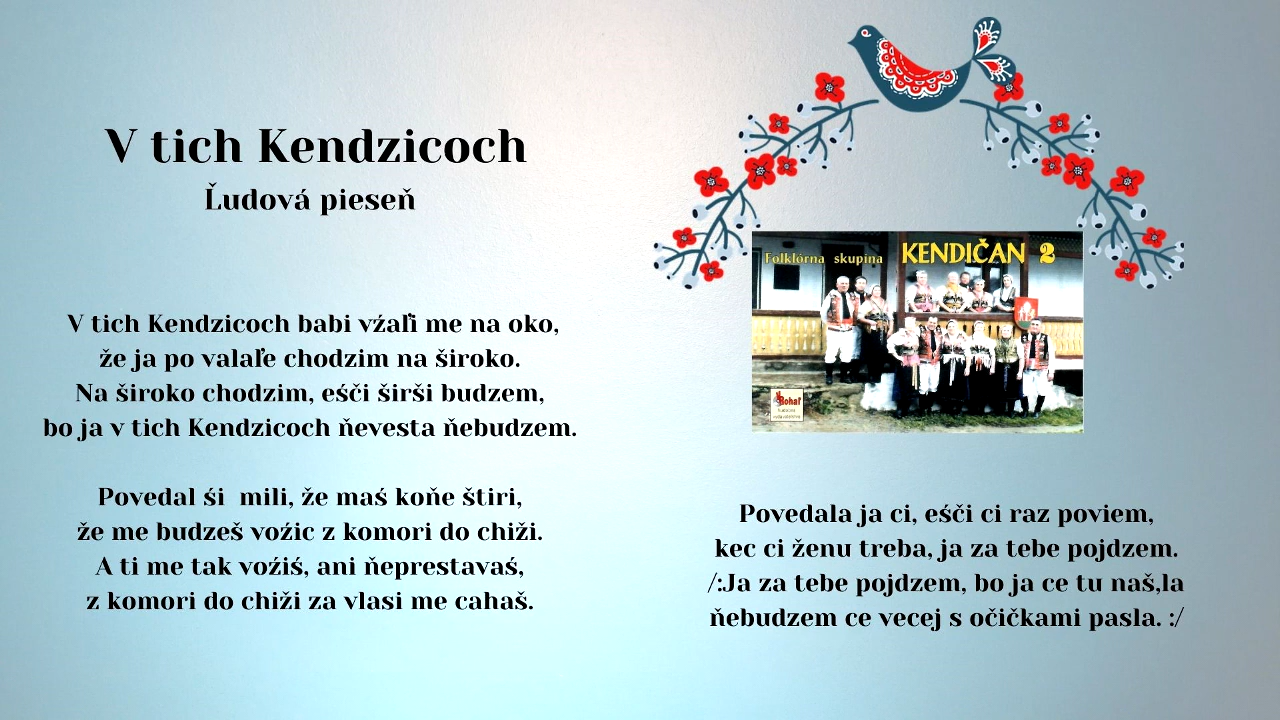 V tich Kendzicoch
Ľudová pieseň
V tich Kendzicoch babi vźaľi me na oko,
že ja po valaľe chodzim na široko.
Na široko chodzim, ešči širši budzem,
bo ja v tich Kendzicoch ňevesta ňebudzem.
Povedal śi mili, že maś koňe štiri,
že me budzeš voźic z komori do chiži.
A ti me tak voźiś, ani ňeprestavaś,
z komori do chiži za vlasi me cahaš.
Folklórna skupina KENDIČAN 2
Bohaľ
Povedala ja ci, ešči ci raz poviem,
kec ci ženu treba, ja za tebe pojdzem.
/:Ja za tebe pojdzem, bo ja ce tu naš,la
ňebudzem ce vecej s očičkami pasla. :/